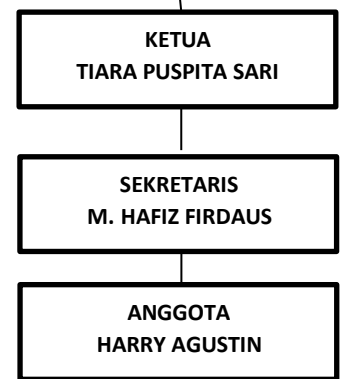 KETUA
TIARA PUSPITA SARI
SEKRETARIS
M. HAFIZ FIRDAUS
ANGGOTA
HARRY AGUSTIN